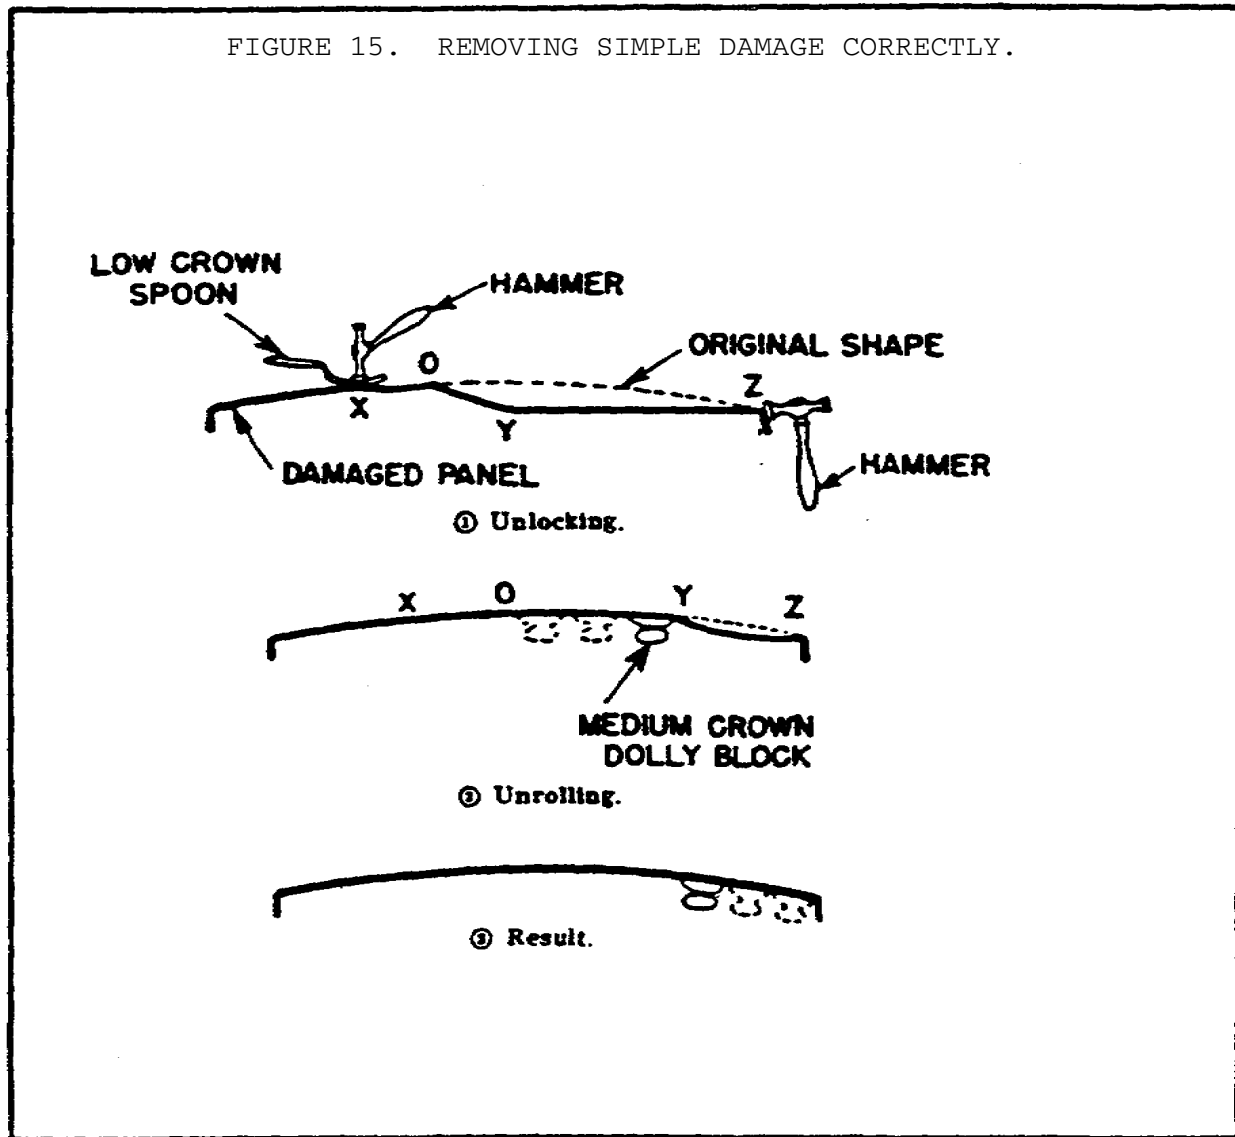 FIGURE 15. REMOVING SIMPLE DAMAGE CORRECTLY.
LOW CROWN
SPOON
HAMMER
ORIGINAL SHAPE
O
Z
X
Y
HAMMER
DAMAGED PANEL
① Unlocking.
X
O
Y
Z
MEDIUM CROWN
DOLLY BLOCK
② Unrolling.
③ Result.